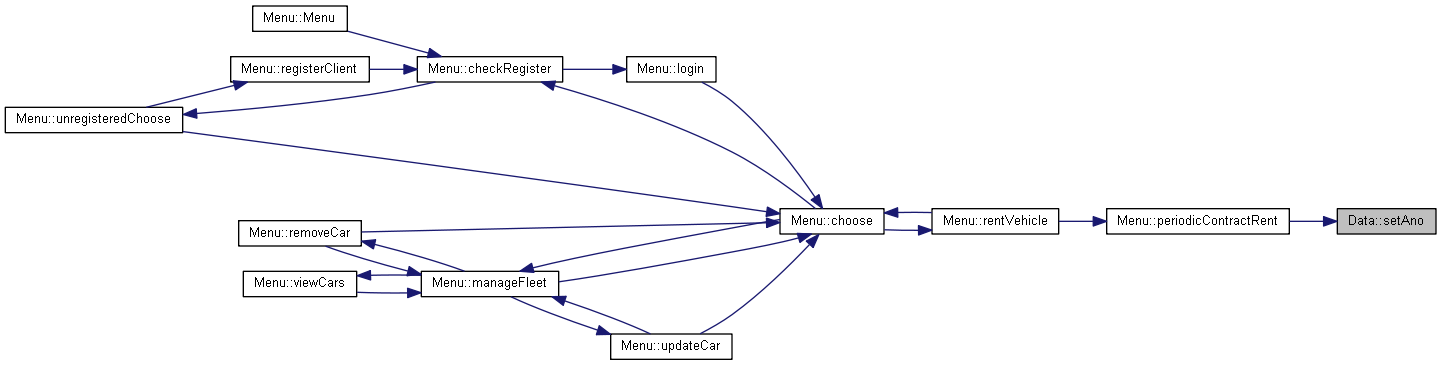 Menu::Menu
Menu::registerClient
Menu::checkRegister
Menu::login
Menu::unregisteredChoose
Menu::removeCar
Menu::choose
Menu::rentVehicle
Menu::periodicContractRent
Data::setAno
Menu::viewCars
Menu::manageFleet
Menu::updateCar